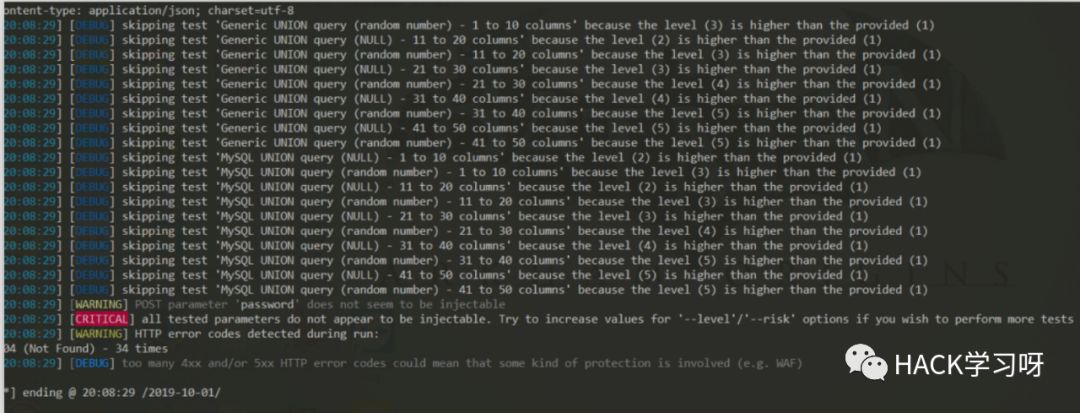 ontent-type: application/json; charset=utf-8
20:08:29] [DEBUG] skipping test 'Generic UNION query (random number) - 1 to 10 columns' because the level (3) is higher than the provided (1)
20:08:29] [DEBUG] skipping test 'Generic UNION query (NULL) - 11 to 20 columns' because the level (2) is higher than the provided (1)
20:08:29] [DEBUG] skipping test 'Generic UNION query (random number) - 11 to 20 columns' because the level (3) is higher than the provided (1)
20:08:29] [DEBUG] skipping test 'Generic UNION query (NULL) - 21 to 30 columns' because the level (3) is higher than the provided (1)
20:08:29] [DEBUG] skipping test 'Generic UNION query (random number) - 21 to 30 columns' because the level (4) is higher than the provided (1)
20:08:29] [DEBUG] skipping test 'Generic UNION query (NULL) - 31 to 40 columns' because the level (4) is higher than the provided (1)
20:08:29] [DEBUG] skipping test 'Generic UNION query (random number) - 31 to 40 columns' because the level (5) is higher than the provided (1)
20:08:29] [DEBUG] skipping test 'Generic UNION query (NULL) - 41 to 50 columns' because the level (5) is higher than the provided (1)
20:08:29] [DEBUG] skipping test 'Generic UNION query (random number) - 41 to 50 columns' because the level (5) is higher than the provided (1)
20:08:29] [DEBUG] skipping test 'MySQL UNION query (NULL) - 1 to 10 columns' because the level (2) is higher than the provided (1)
20:08:29] [DEBUG] skipping test 'MySQL UNION query (random number) - 1 to 10 columns' because the level (3) is higher than the provided (1)
20:08:29] [DEBUG] skipping test 'MySQL UNION query (NULL) - 11 to 20 columns' because the level (2) is higher than the provided (1)
20:08:29] [DEBUG] skipping test 'MySQL UNION query (random number) - 11 to 20 columns' because the level (3) is higher than the provided (1)
20:08:29] [DEBUG] skipping test 'MySQL UNION query (NULL) - 21 to 30 columns' because the level (3) is higher than the provided (1)
20:08:29] [DEBUG] skipping test 'MySQL UNION query (random number) - 21 to 30 columns' because the level (4) is higher than the provided (1)
20:08:29] [DEBUG] skipping test 'MySQL UNION query (NULL) - 31 to 40 columns' because the level (4) is higher than the provided (1)
20:08:29] [DEBUG] skipping test 'MySQL UNION query (random number) - 31 to 40 columns' because the level (5) is higher than the provided (1)
20:08:29] [DEBUG] skipping test 'MySQL UNION query (NULL) - 41 to 50 columns' because the level (5) is higher than the provided (1)
20:08:29] [DEBUG] skipping test 'MySQL UNION query (random number) - 41 to 50 columns' because the level (5) is higher than the provided (1)
20:08:29] [WARNING] POST parameter 'password' does not seem to be injectable
20:08:29] [CRITICAL] all tested parameters do not appear to be injectable. Try to increase values for '--level'/'--risk' options if you wish to perform more tests
20:08:29] [WARNING] HTTP error codes detected during run:
04 (Not Found) - 34 times
20:08:29] [DEBUG] too many 4xx and/or 5xx HTTP error codes could mean that some kind of protection is involved (e.g. WAF)
*] ending @ 20:08:29 /2019-10-01/
HACK学习呀